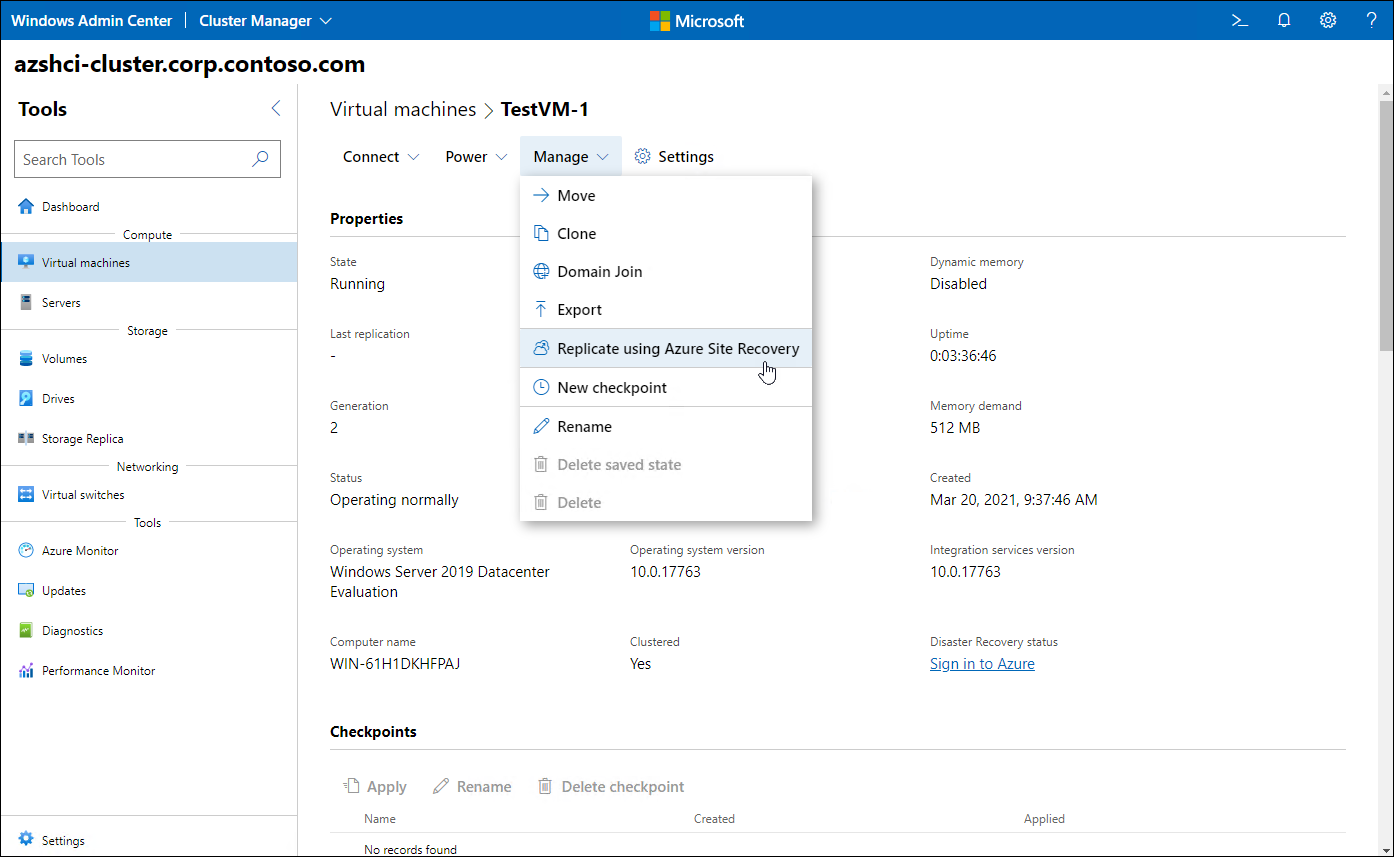 Windows Admin Center
Cluster Manager
Microsoft
>_
?
azshci-cluster.corp.contoso.com
Tools
Search Tools
Dashboard
Compute
Virtual machines
Servers
Storage
Volumes
Drives
Storage Replica
Networking
Virtual switches
Tools
Azure Monitor
Updates
Diagnostics
Performance Monitor
Settings
Virtual machines > TestVM-1
Connect
Power
Manage
Settings
Move
Clone
Domain Join
Export
Replicate using Azure Site Recovery
New checkpoint
Rename
Delete saved state
Delete
Properties
State
Running
Dynamic memory
Disabled
Last replication
-
Uptime
0:03:36:46
Generation
2
Memory demand
512 MB
Status
Operating normally
Created
Mar 20, 2021, 9:37:46 AM
Operating system
Windows Server 2019 Datacenter
Evaluation
Operating system version
10.0.17763
Integration services version
10.0.17763
Computer name
WIN-61H1DKHFPAJ
Clustered
Yes
Disaster Recovery status
Sign in to Azure
Checkpoints
Apply
Rename
Delete checkpoint
Name
Created
Applied
No records found